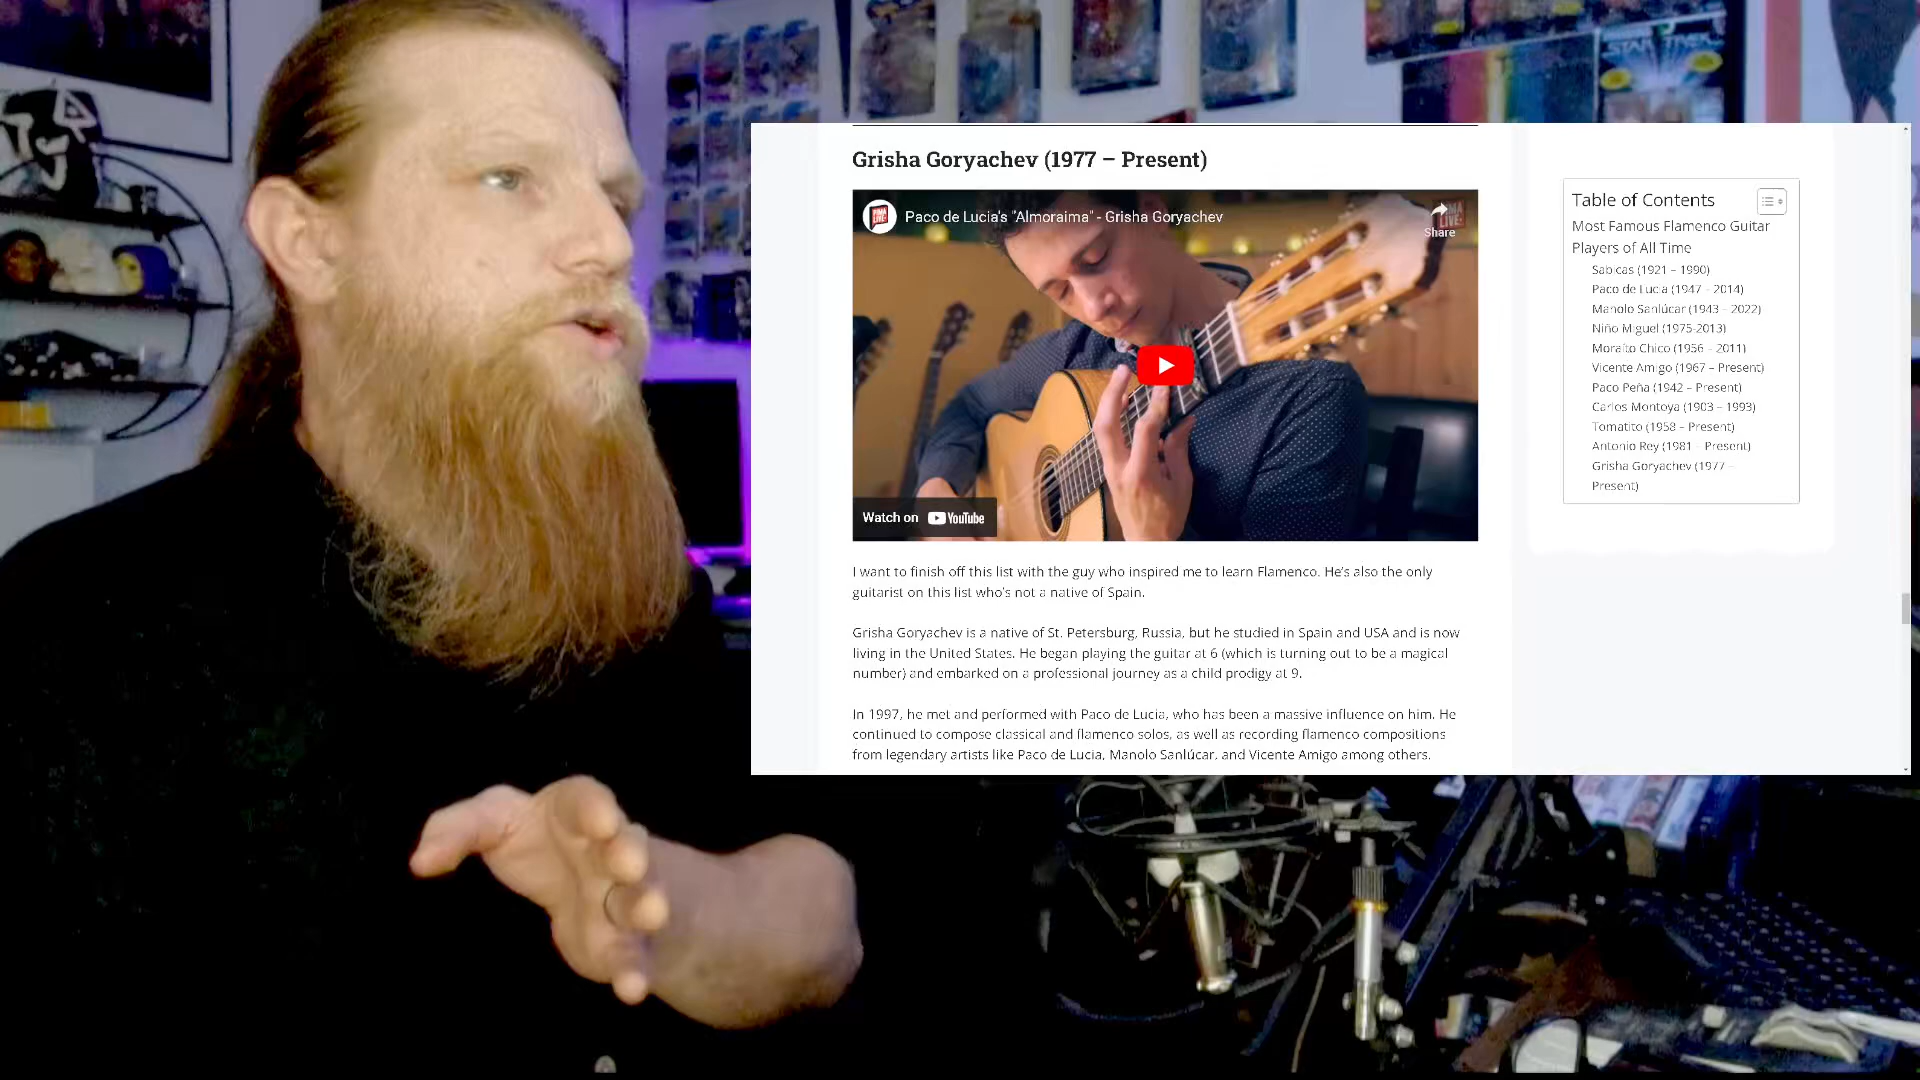 STAR TREK
Grisha Goryachev (1977 – Present)
Paco de Lucia's "Almoraima" - Grisha Goryachev
Share
Watch on YouTube
I want to finish off this list with the guy who inspired me to learn Flamenco. He's also the only
guitarist on this list who's not a native of Spain.
Grisha Goryachev is a native of St. Petersburg, Russia, but he studied in Spain and USA and is now
living in the United States. He began playing the guitar at 6 (which is turning out to be a magical
number) and embarked on a professional journey as a child prodigy at 9.
In 1997, he met and performed with Paco de Lucia, who has been a massive influence on him. He
continued to compose classical and flamenco solos, as well as recording flamenco compositions
from legendary artists like Paco de Lucia, Manolo Sanlúcar, and Vicente Amigo among others.
Table of Contents
Most Famous Flamenco Guitar
Players of All Time
Sabicas (1921 – 1990)
Paco de Lucia (1947 – 2014)
Manolo Sanlúcar (1943 – 2022)
Niño Miguel (1975-2013)
Moraíto Chico (1956 – 2011)
Vicente Amigo (1967 – Present)
Paco Peña (1942 – Present)
Carlos Montoya (1903 – 1993)
Tomatito (1958 – Present)
Antonio Rey (1981 – Present)
Grisha Goryachev (1977 –
Present)